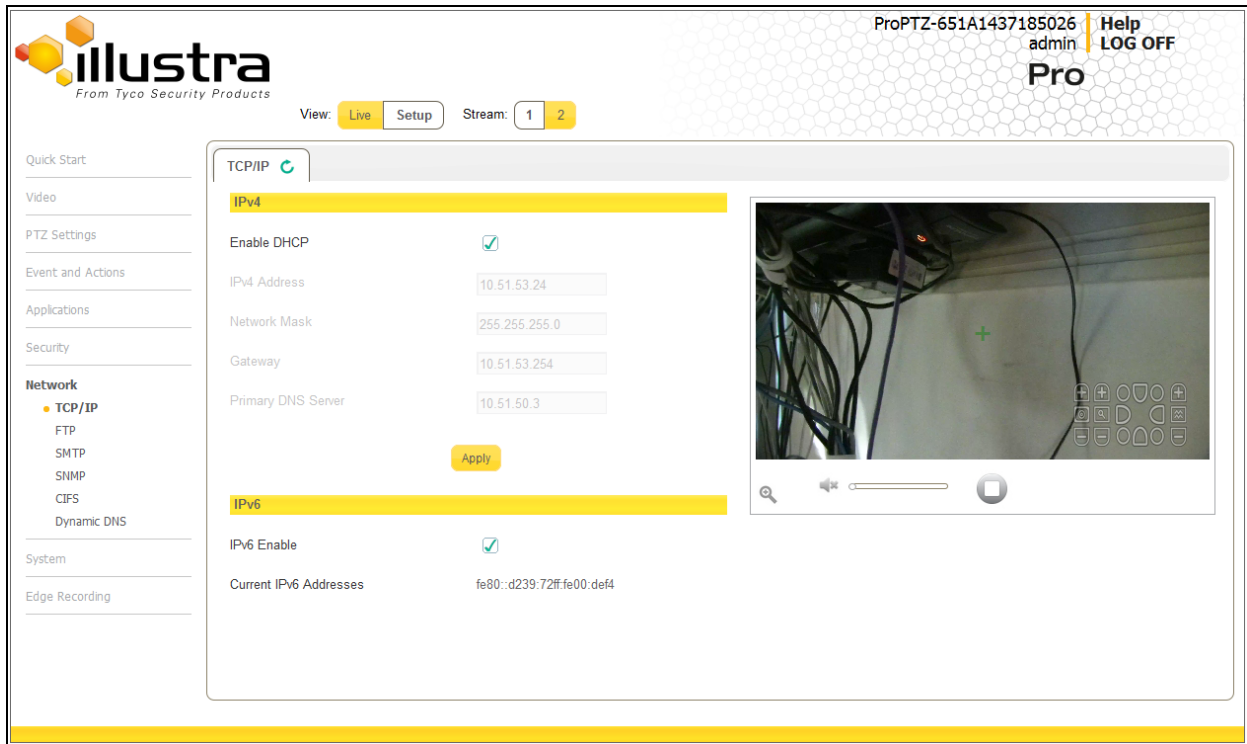 illustra
From Tyco Security Products
ProPTZ-651A1437185026 Help
admin LOG OFF
Pro
View: Live Setup Stream: 1 2
Quick Start
Video
PTZ Settings
Event and Actions
Applications
Security
Network
TCP/IP
FTP
SMTP
SNMP
CIFS
Dynamic DNS
System
Edge Recording
TCP/IP
IPv4
Enable DHCP
IPv4 Address 10.51.53.24
Network Mask 255.255.255.0
Gateway 10.51.53.254
Primary DNS Server 10.51.50.3
Apply
IPv6
IPv6 Enable
Current IPv6 Addresses fe80::d239:72ff:fe00:def4